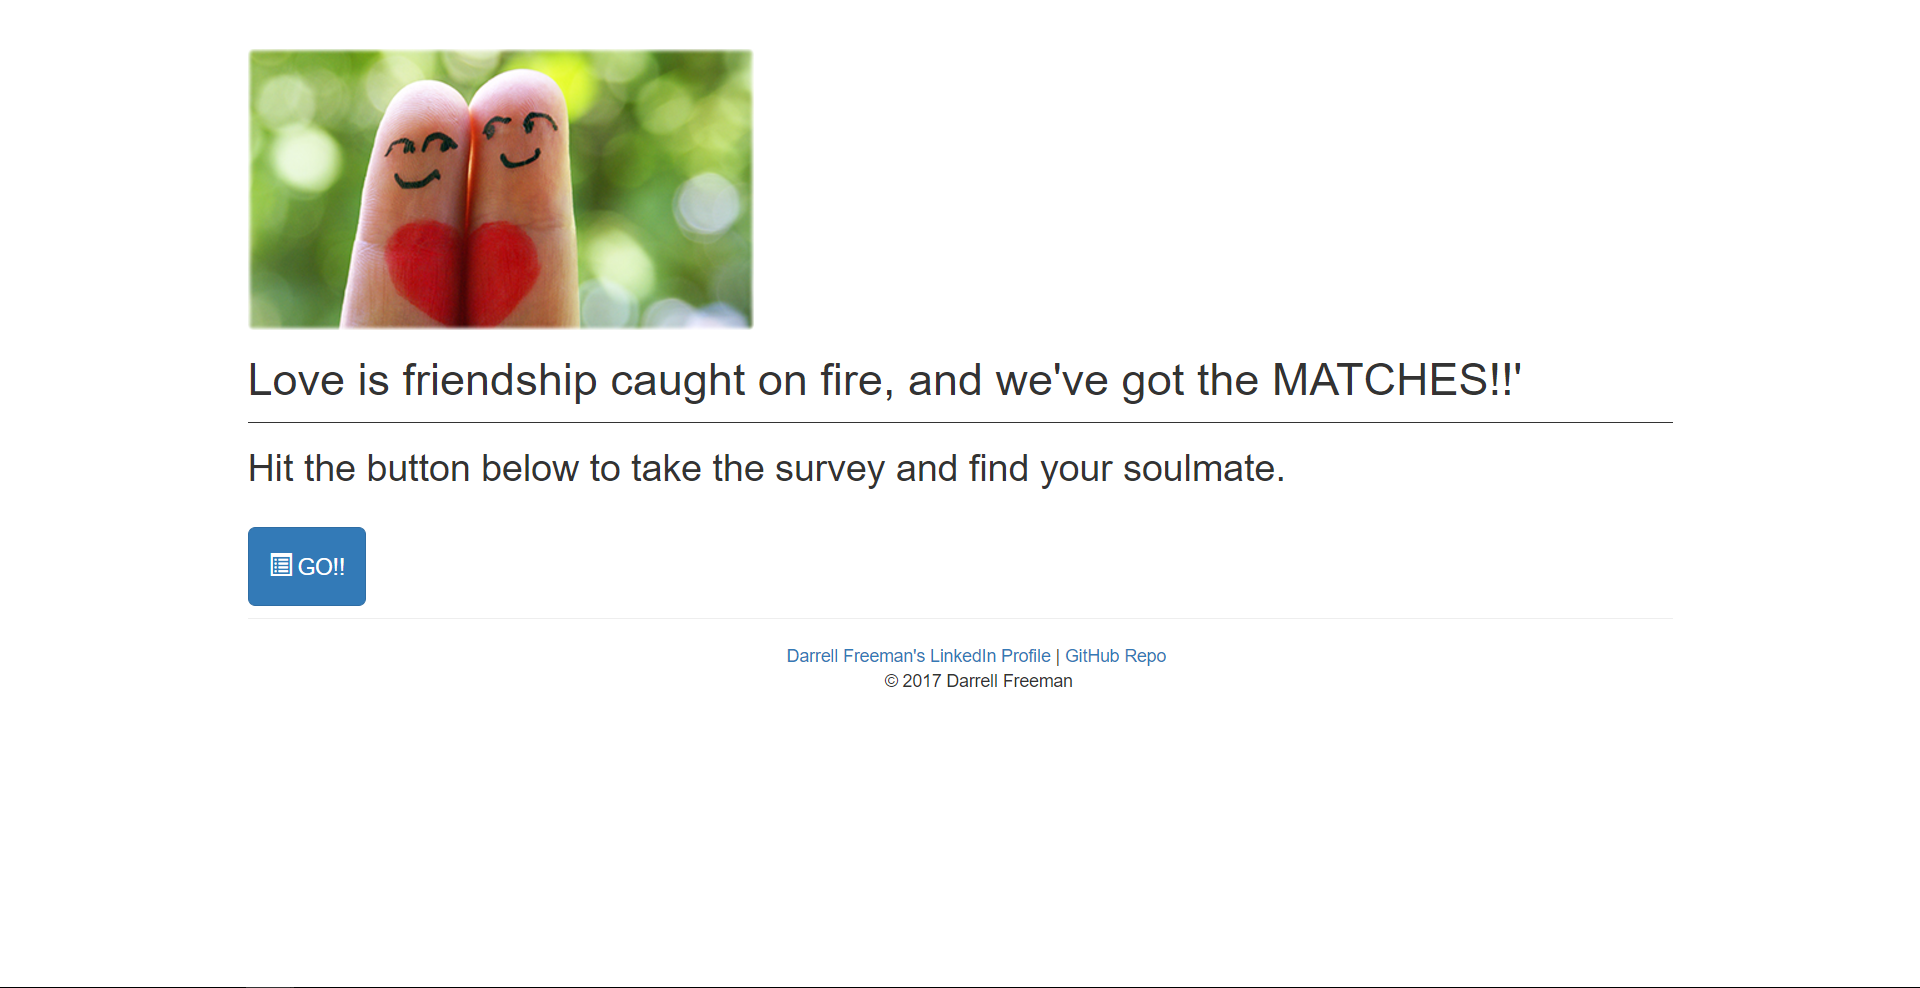 Love is friendship caught on fire, and we've got the MATCHES!!'
Hit the button below to take the survey and find your soulmate.
GO!!
Darrell Freeman's LinkedIn Profile | GitHub Repo
© 2017 Darrell Freeman